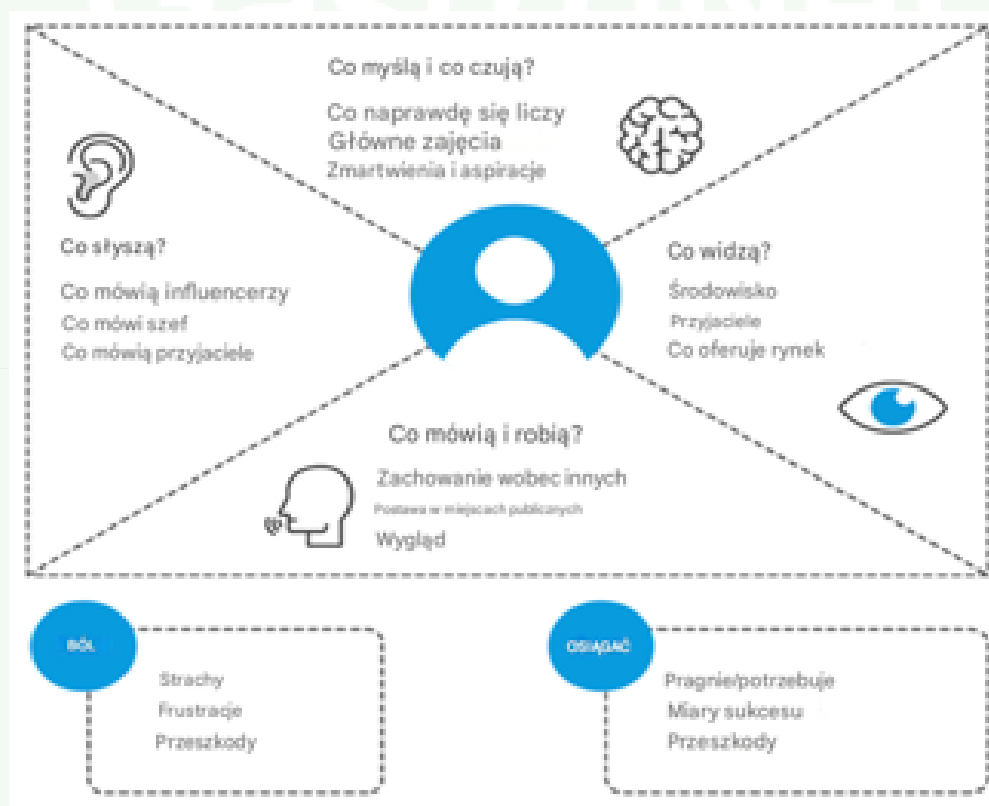 Co myślą i co czują?
Co naprawdę się liczy
Główne zajęcia
Zmartwienia i aspiracje
Co słyszą?
Co mówią influencerzy
Co mówi szef
Co mówią przyjaciele
Co widzą?
Środowisko
Przyjaciele
Co oferuje rynek
Co mówią i robią?
Zachowanie wobec innych
Postawa w miejscach publicznych
Wygląd
BÓL
Strachy
Frustracje
Przeszkody
OSIĄGAĆ
Pragnie/potrzebuje
Miary sukcesu
Przeszkody